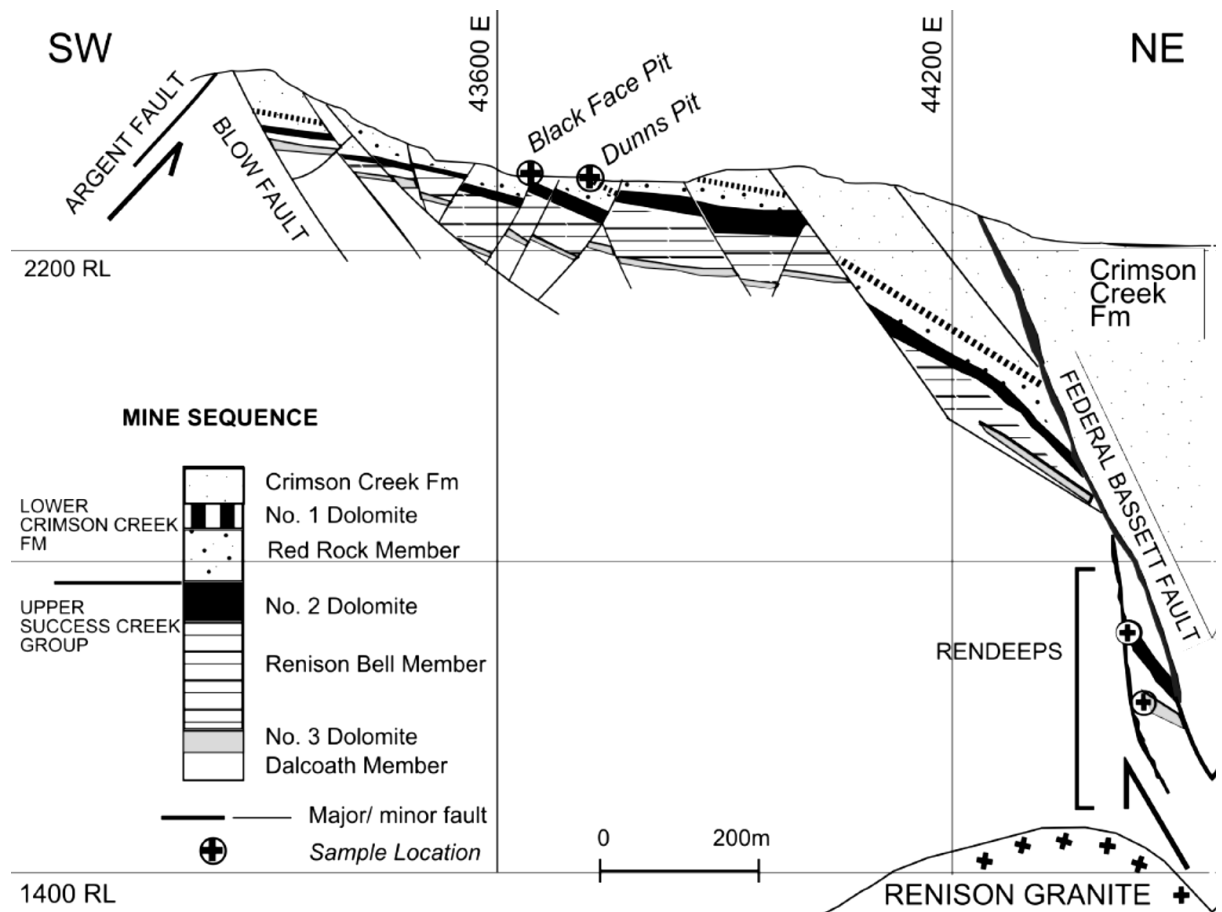 SW
NE
43600 E
44200 E
ARGENT FAULT
BLOW FAULT
Black Face Pit
Dunns Pit
2200 RL
Crimson
Creek
Fm
FEDERAL BASSETT FAULT
MINE SEQUENCE
LOWER
CRIMSON CREEK
FM
UPPER
SUCCESS CREEK
GROUP
Crimson Creek Fm
No. 1 Dolomite
Red Rock Member
No. 2 Dolomite
Renison Bell Member
No. 3 Dolomite
Dalcoath Member
Major/ minor fault
Sample Location
RENDEEPS
0 200m
1400 RL
RENISON GRANITE